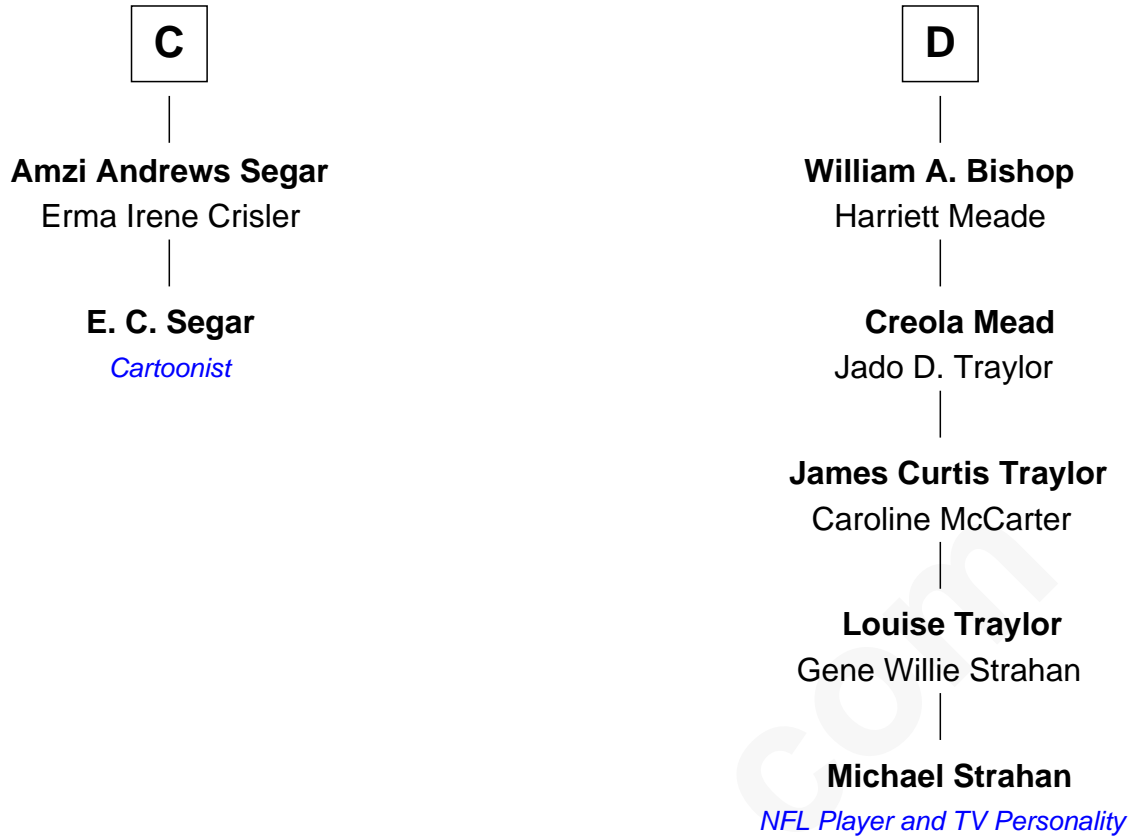 C
Amzi Andrews Segar
Erma Irene Crisler
E. C. Segar
Cartoonist
D
William A. Bishop
Harriett Meade
Creola Mead
Jado D. Traylor
James Curtis Traylor
Caroline McCarter
Louise Traylor
Gene Willie Strahan
Michael Strahan
NFL Player and TV Personality
com